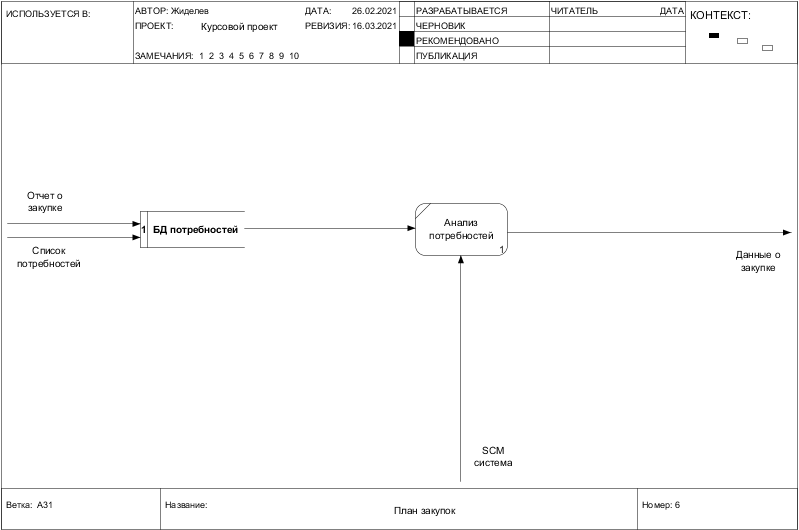 ИСПОЛЬЗУЕТСЯ В:
АВТОР: Жиделев
ДАТА: 26.02.2021
ПРОЕКТ: Курсовой проект
РЕВИЗИЯ: 16.03.2021
ЗАМЕЧАНИЯ: 1 2 3 4 5 6 7 8 9 10
РАЗРАБАТЫВАЕТСЯ
ЧЕРНОВИК
РЕКОМЕНДОВАНО
ПУБЛИКАЦИЯ
ЧИТАТЕЛЬ ДАТА
КОНТЕКСТ:
Отчет о
закупке
Список
потребностей
1 БД потребностей
Анализ
потребностей
1
Данные о
закупке
SCM
система
Ветка: A31
Название:
План закупок
Номер: 6